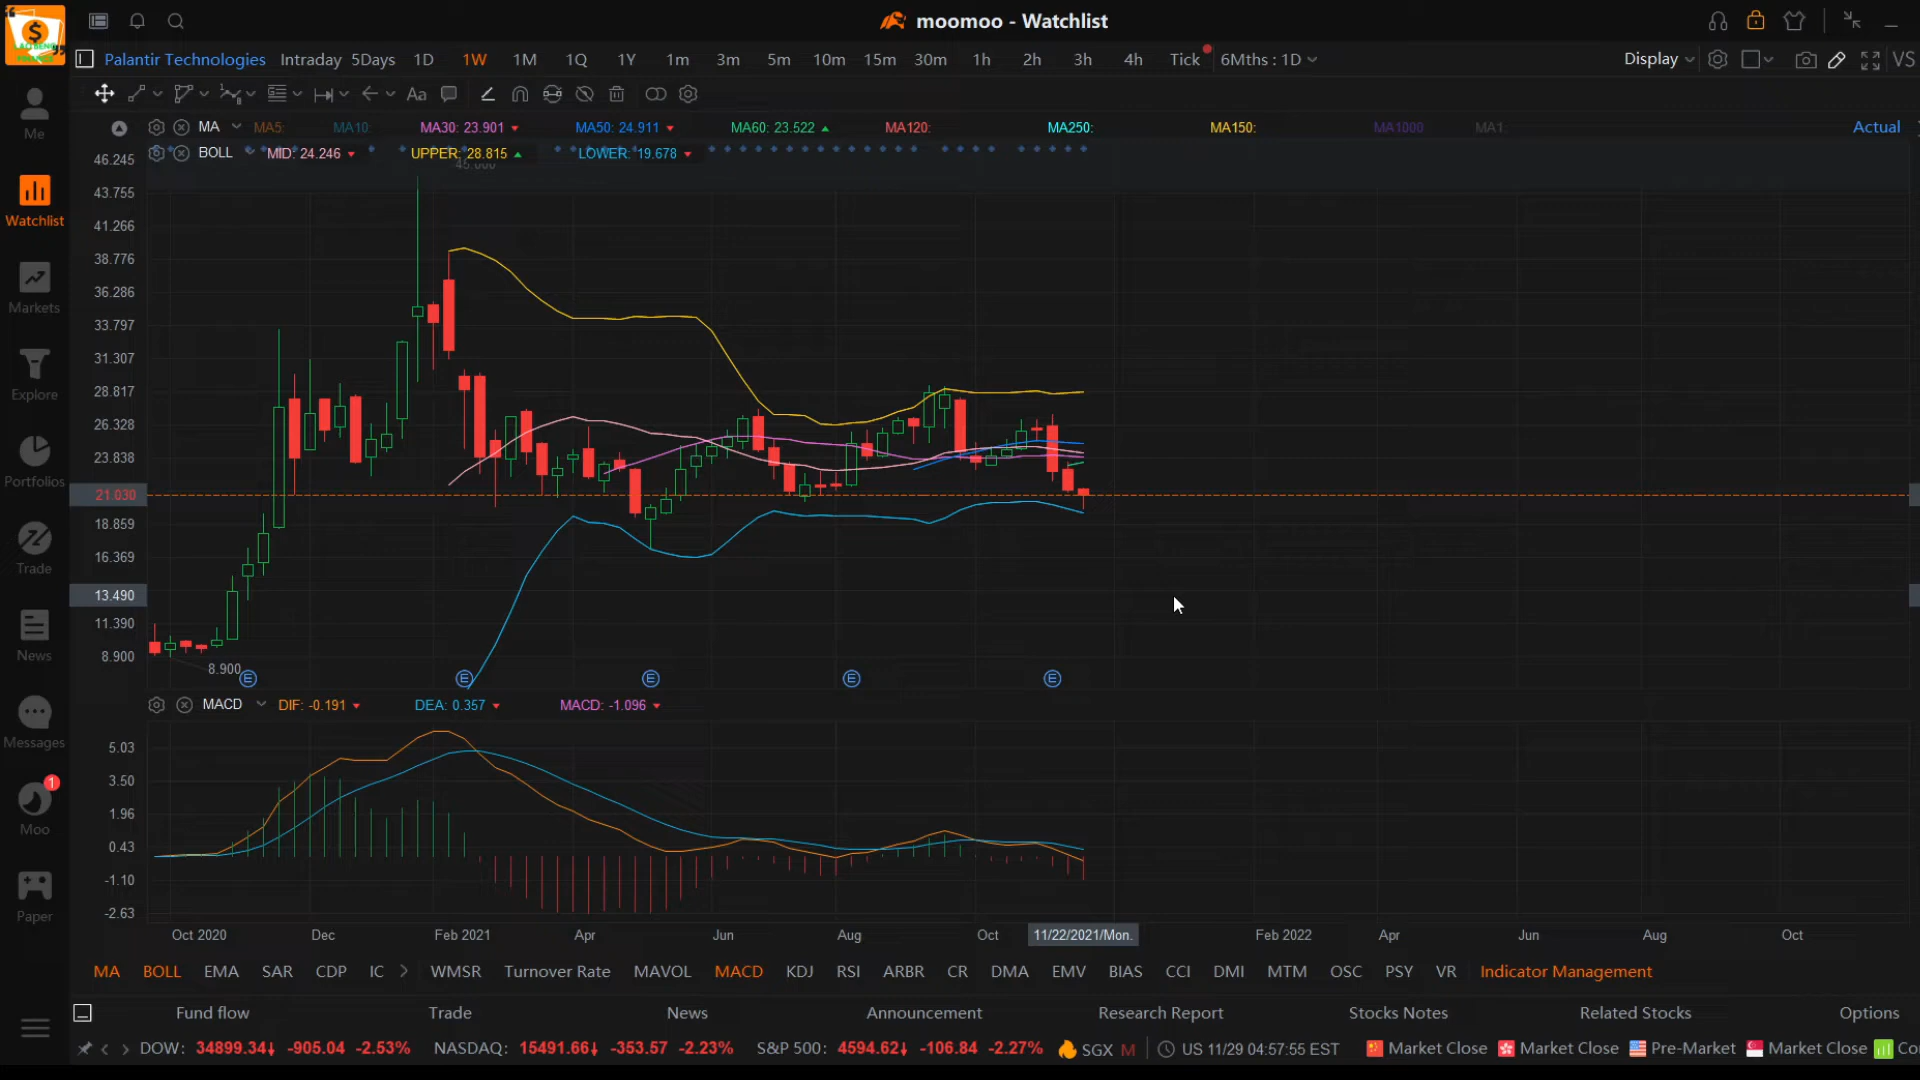 moomoo - Watchlist
Palantir Technologies Intraday 5Days 1D 1W 1M 1Q 1Y 1m 3m 5m 10m 15m 30m 1h 2h 3h 4h Tick 6Mths : 1D Display VS
Aa
MA MA5: MA10: MA30: 23.901 MA50: 24.911 MA60: 23.522 MA120: MA250: MA150: MA1000 MA1: Actual
BOLL MID: 24.246 UPPER: 28.815 LOWER: 19.678
45.000
46.245
43.755
41.266
38.776
36.286
33.797
31.307
28.817
26.328
23.838
21.030
18.859
16.369
13.490
11.390
8.900
8.900
E E E E E
MACD DIF: -0.191 DEA: 0.357 MACD: -1.096
5.03
3.50
1.96
0.43
-1.10
-2.63
Oct 2020 Dec Feb 2021 Apr Jun Aug Oct 11/22/2021/Mon. Feb 2022 Apr Jun Aug Oct
MA BOLL EMA SAR CDP IC WMSR Turnover Rate MAVOL MACD KDJ RSI ARBR CR DMA EMV BIAS CCI DMI MTM OSC PSY VR Indicator Management
Fund flow Trade News Announcement Research Report Stocks Notes Related Stocks Options
DOW: 34899.34↓ -905.04 -2.53% NASDAQ: 15491.66↓ -353.57 -2.23% S&P 500: 4594.62↓ -106.84 -2.27% SGX M US 11/29 04:57:55 EST Market Close Market Close Pre-Market Market Close Co
Me
Watchlist
Markets
Explore
Portfolios
Trade
News
Messages
1
Moo
Paper